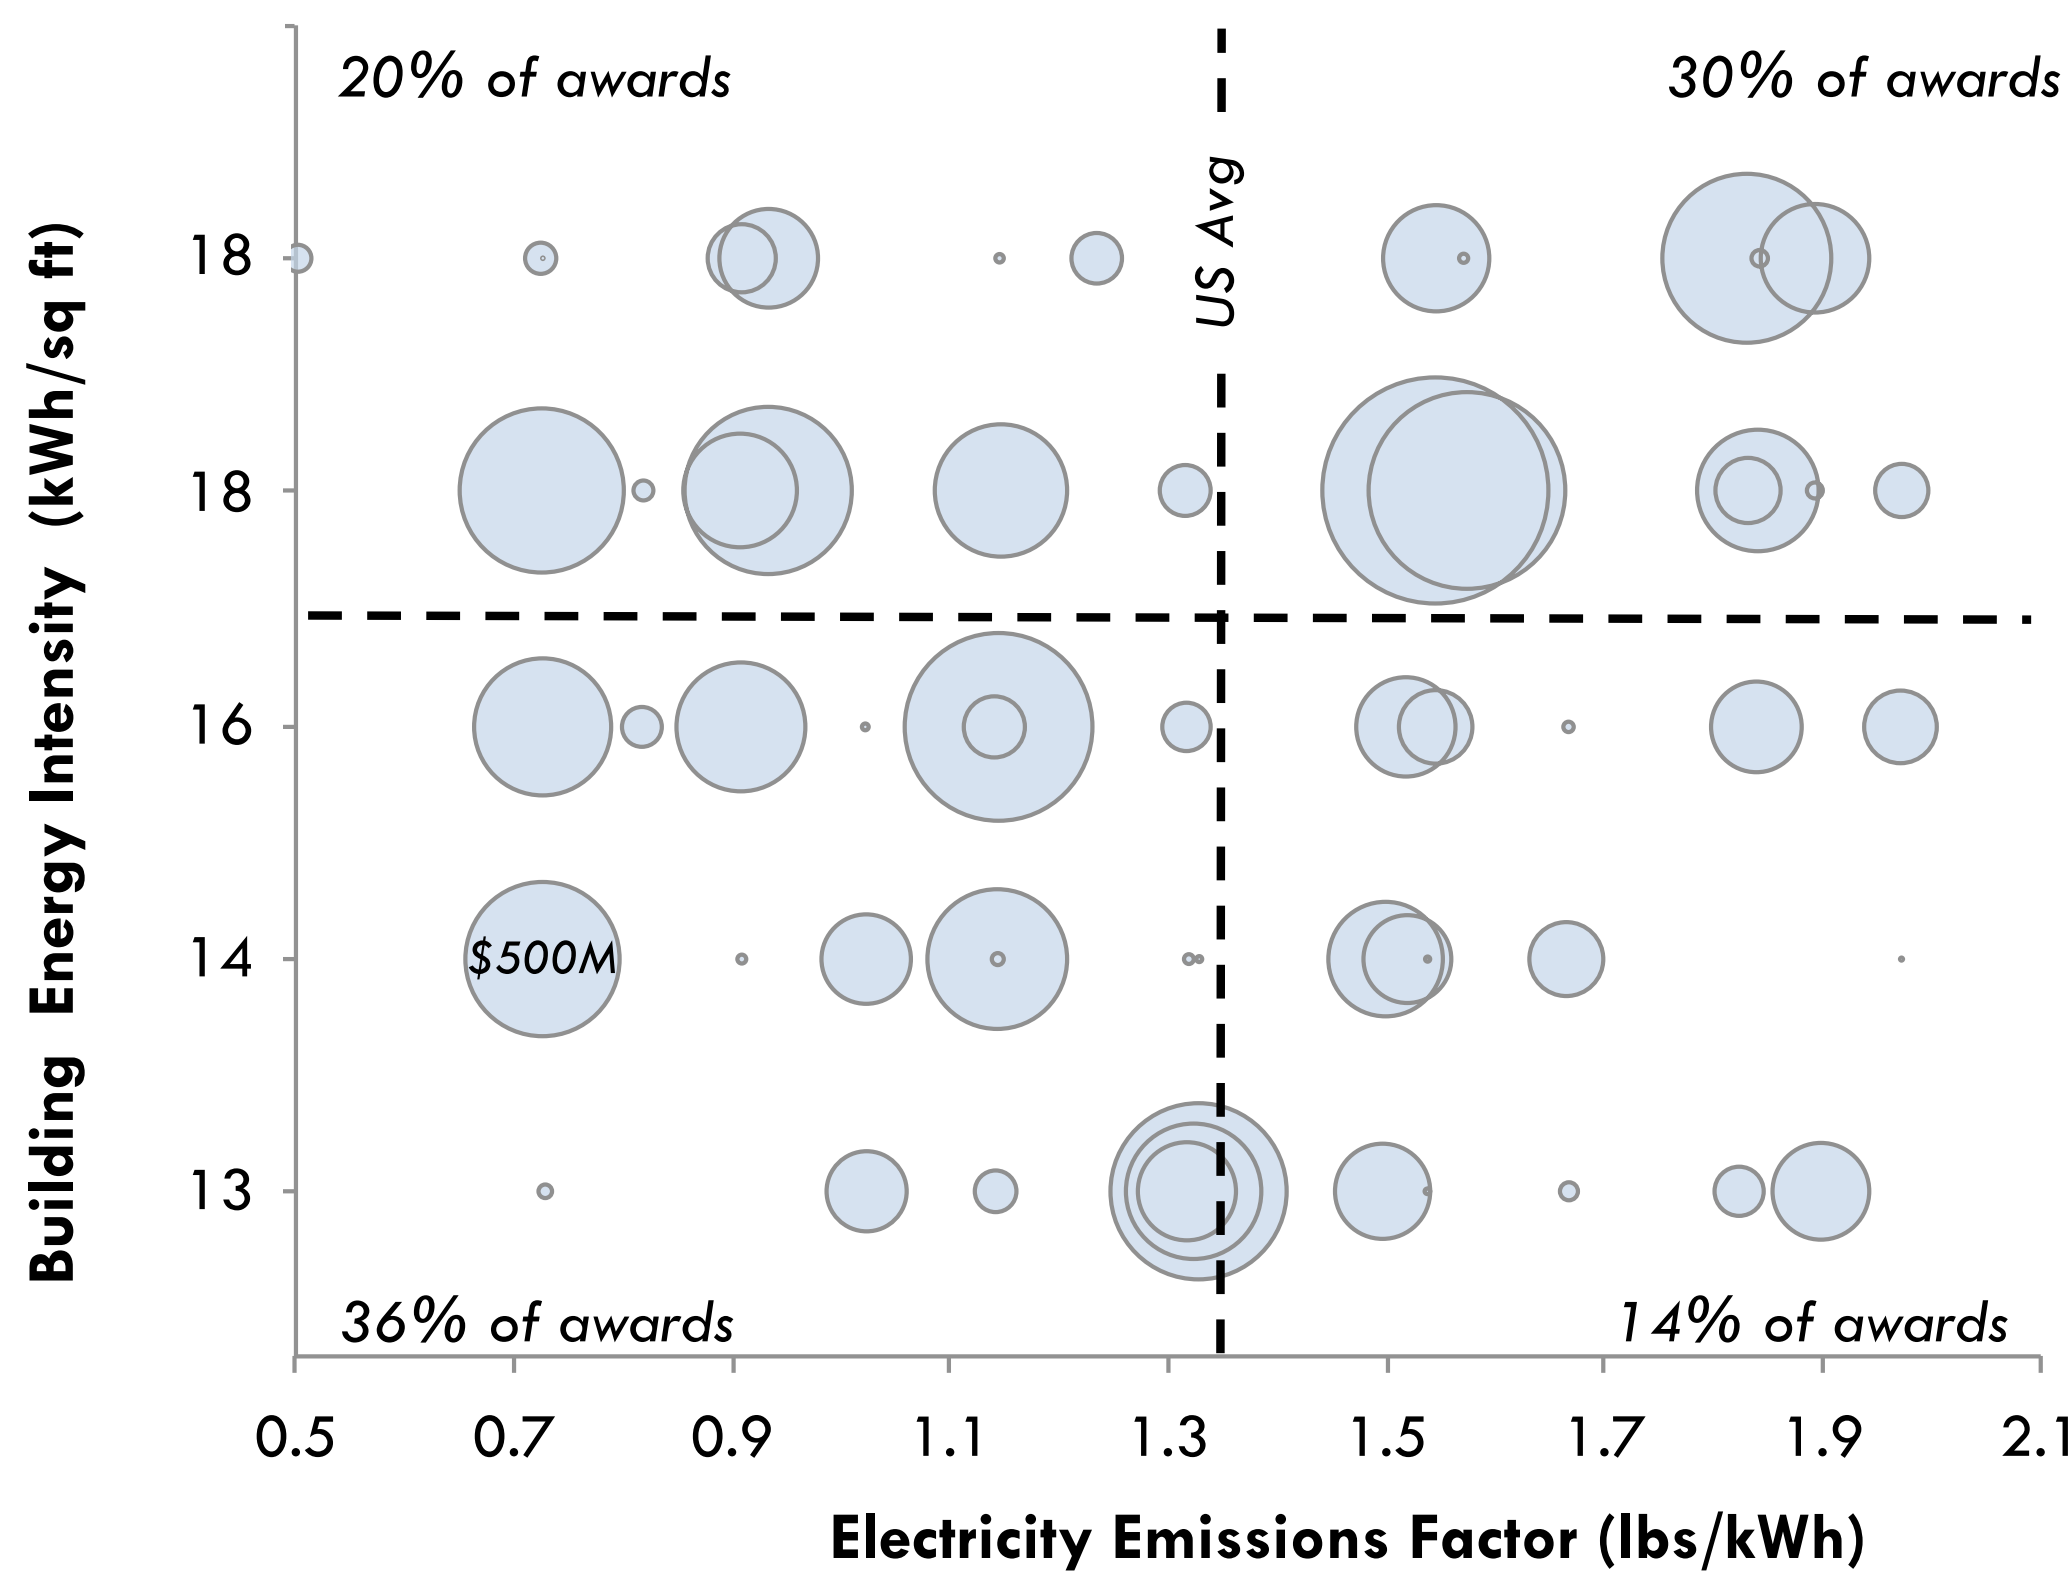 20% of awards
30% of awards
US Avg
Building Energy Intensity (kWh/sq ft)
18
18
16
14
13
$500M
36% of awards
14% of awards
0.5 0.7 0.9 1.1 1.3 1.5 1.7 1.9 2.1
Electricity Emissions Factor (lbs/kWh)